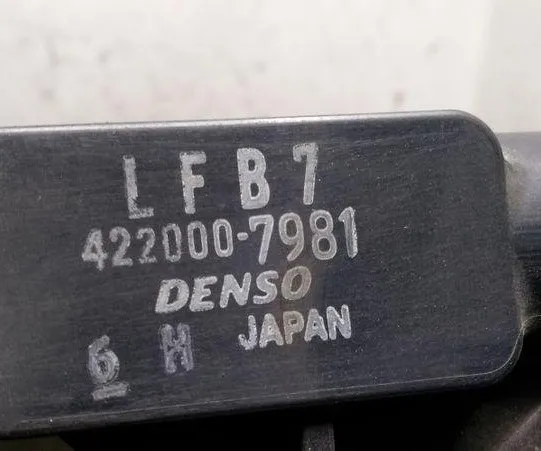 LFB7
422000-7981
DENSO
6 H JAPAN